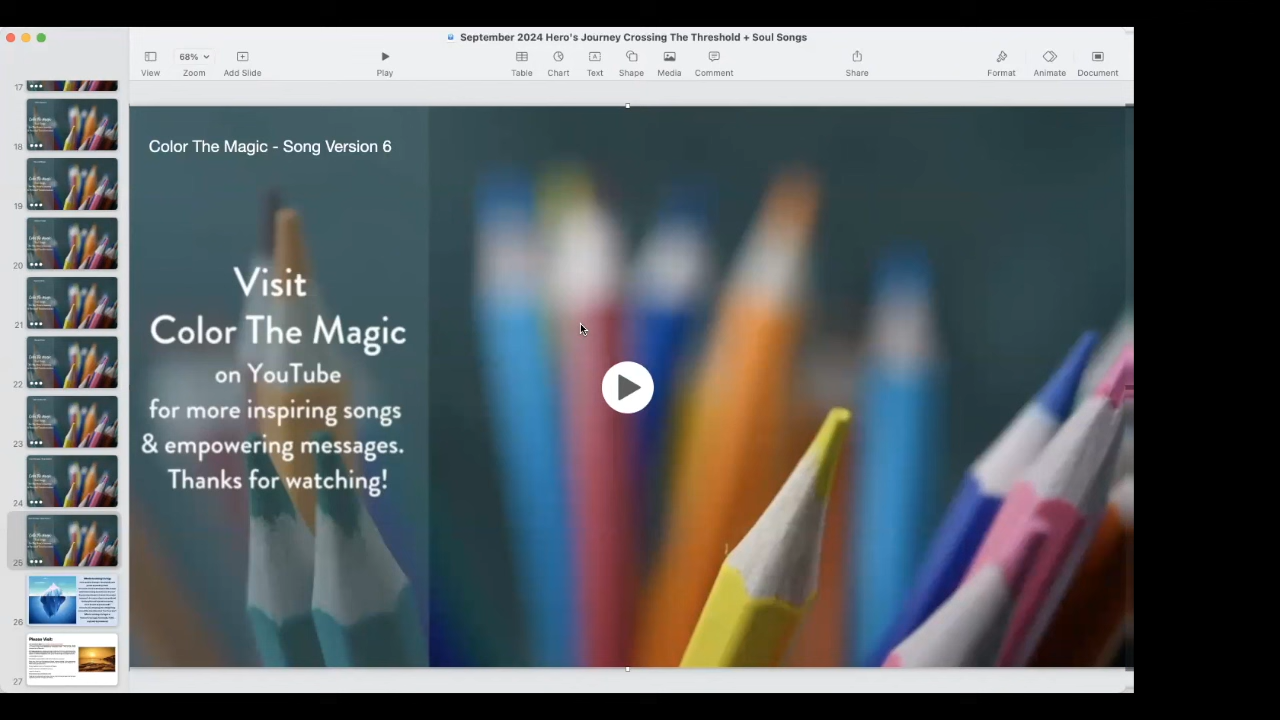 September 2024 Hero's Journey Crossing The Threshold + Soul Songs
68%
View
Zoom
Add Slide
Play
Table
Chart
Text
Shape
Media
Comment
Share
Format
Animate
Document
17
18
19
20
21
22
23
24
25
26
27
Please Visit:
Color The Magic - Song Version 6
Visit
Color The Magic
on YouTube
for more inspiring songs
& empowering messages.
Thanks for watching!